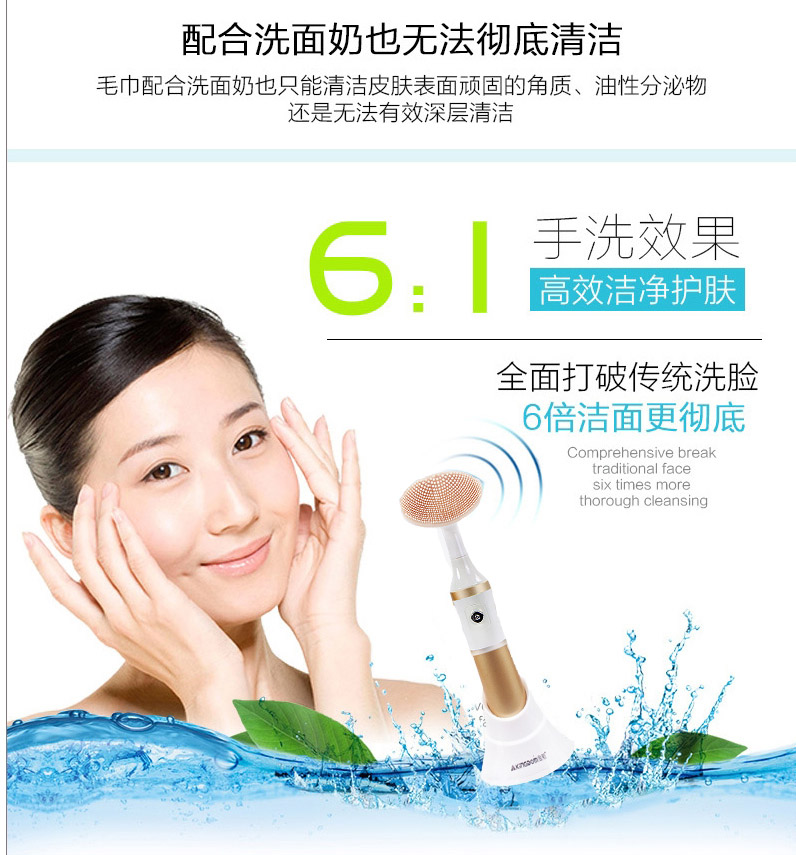 配合洗面奶也无法彻底清洁
毛巾配合洗面奶也只能清洁皮肤表面顽固的角质、油性分泌物
还是无法有效深层清洁
6:1
手洗效果
高效洁净护肤
全面打破传统洗脸
6倍洁面更彻底
Comprehensive break
traditional face
six times more
thorough cleansing